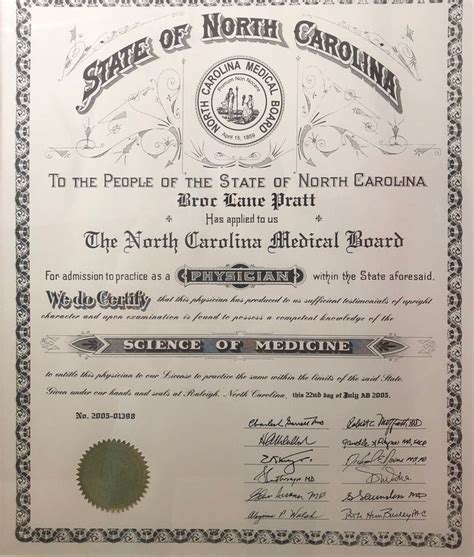 STATE OF NORTH CAROLINA
NORTH CAROLINA MEDICAL BOARD
Primum Non Nocere
April 15, 1859
TO THE PEOPLE OF THE STATE OF NORTH CAROLINA
Broc Lane Pratt
Has applied to us
The North Carolina Medical Board
For admission to practice as a PHYSICIAN within the State aforesaid.
We do Certify that this physician has produced to us sufficient testimonials of upright
character and upon examination is found to possess a competent knowledge of the
SCIENCE OF MEDICINE
to entitle this physician to our License to practice the same within the limits of the said State.
Given under our hands and seals at Raleigh, North Carolina, this 22nd day of July AD 2005.
No. 2005-01398